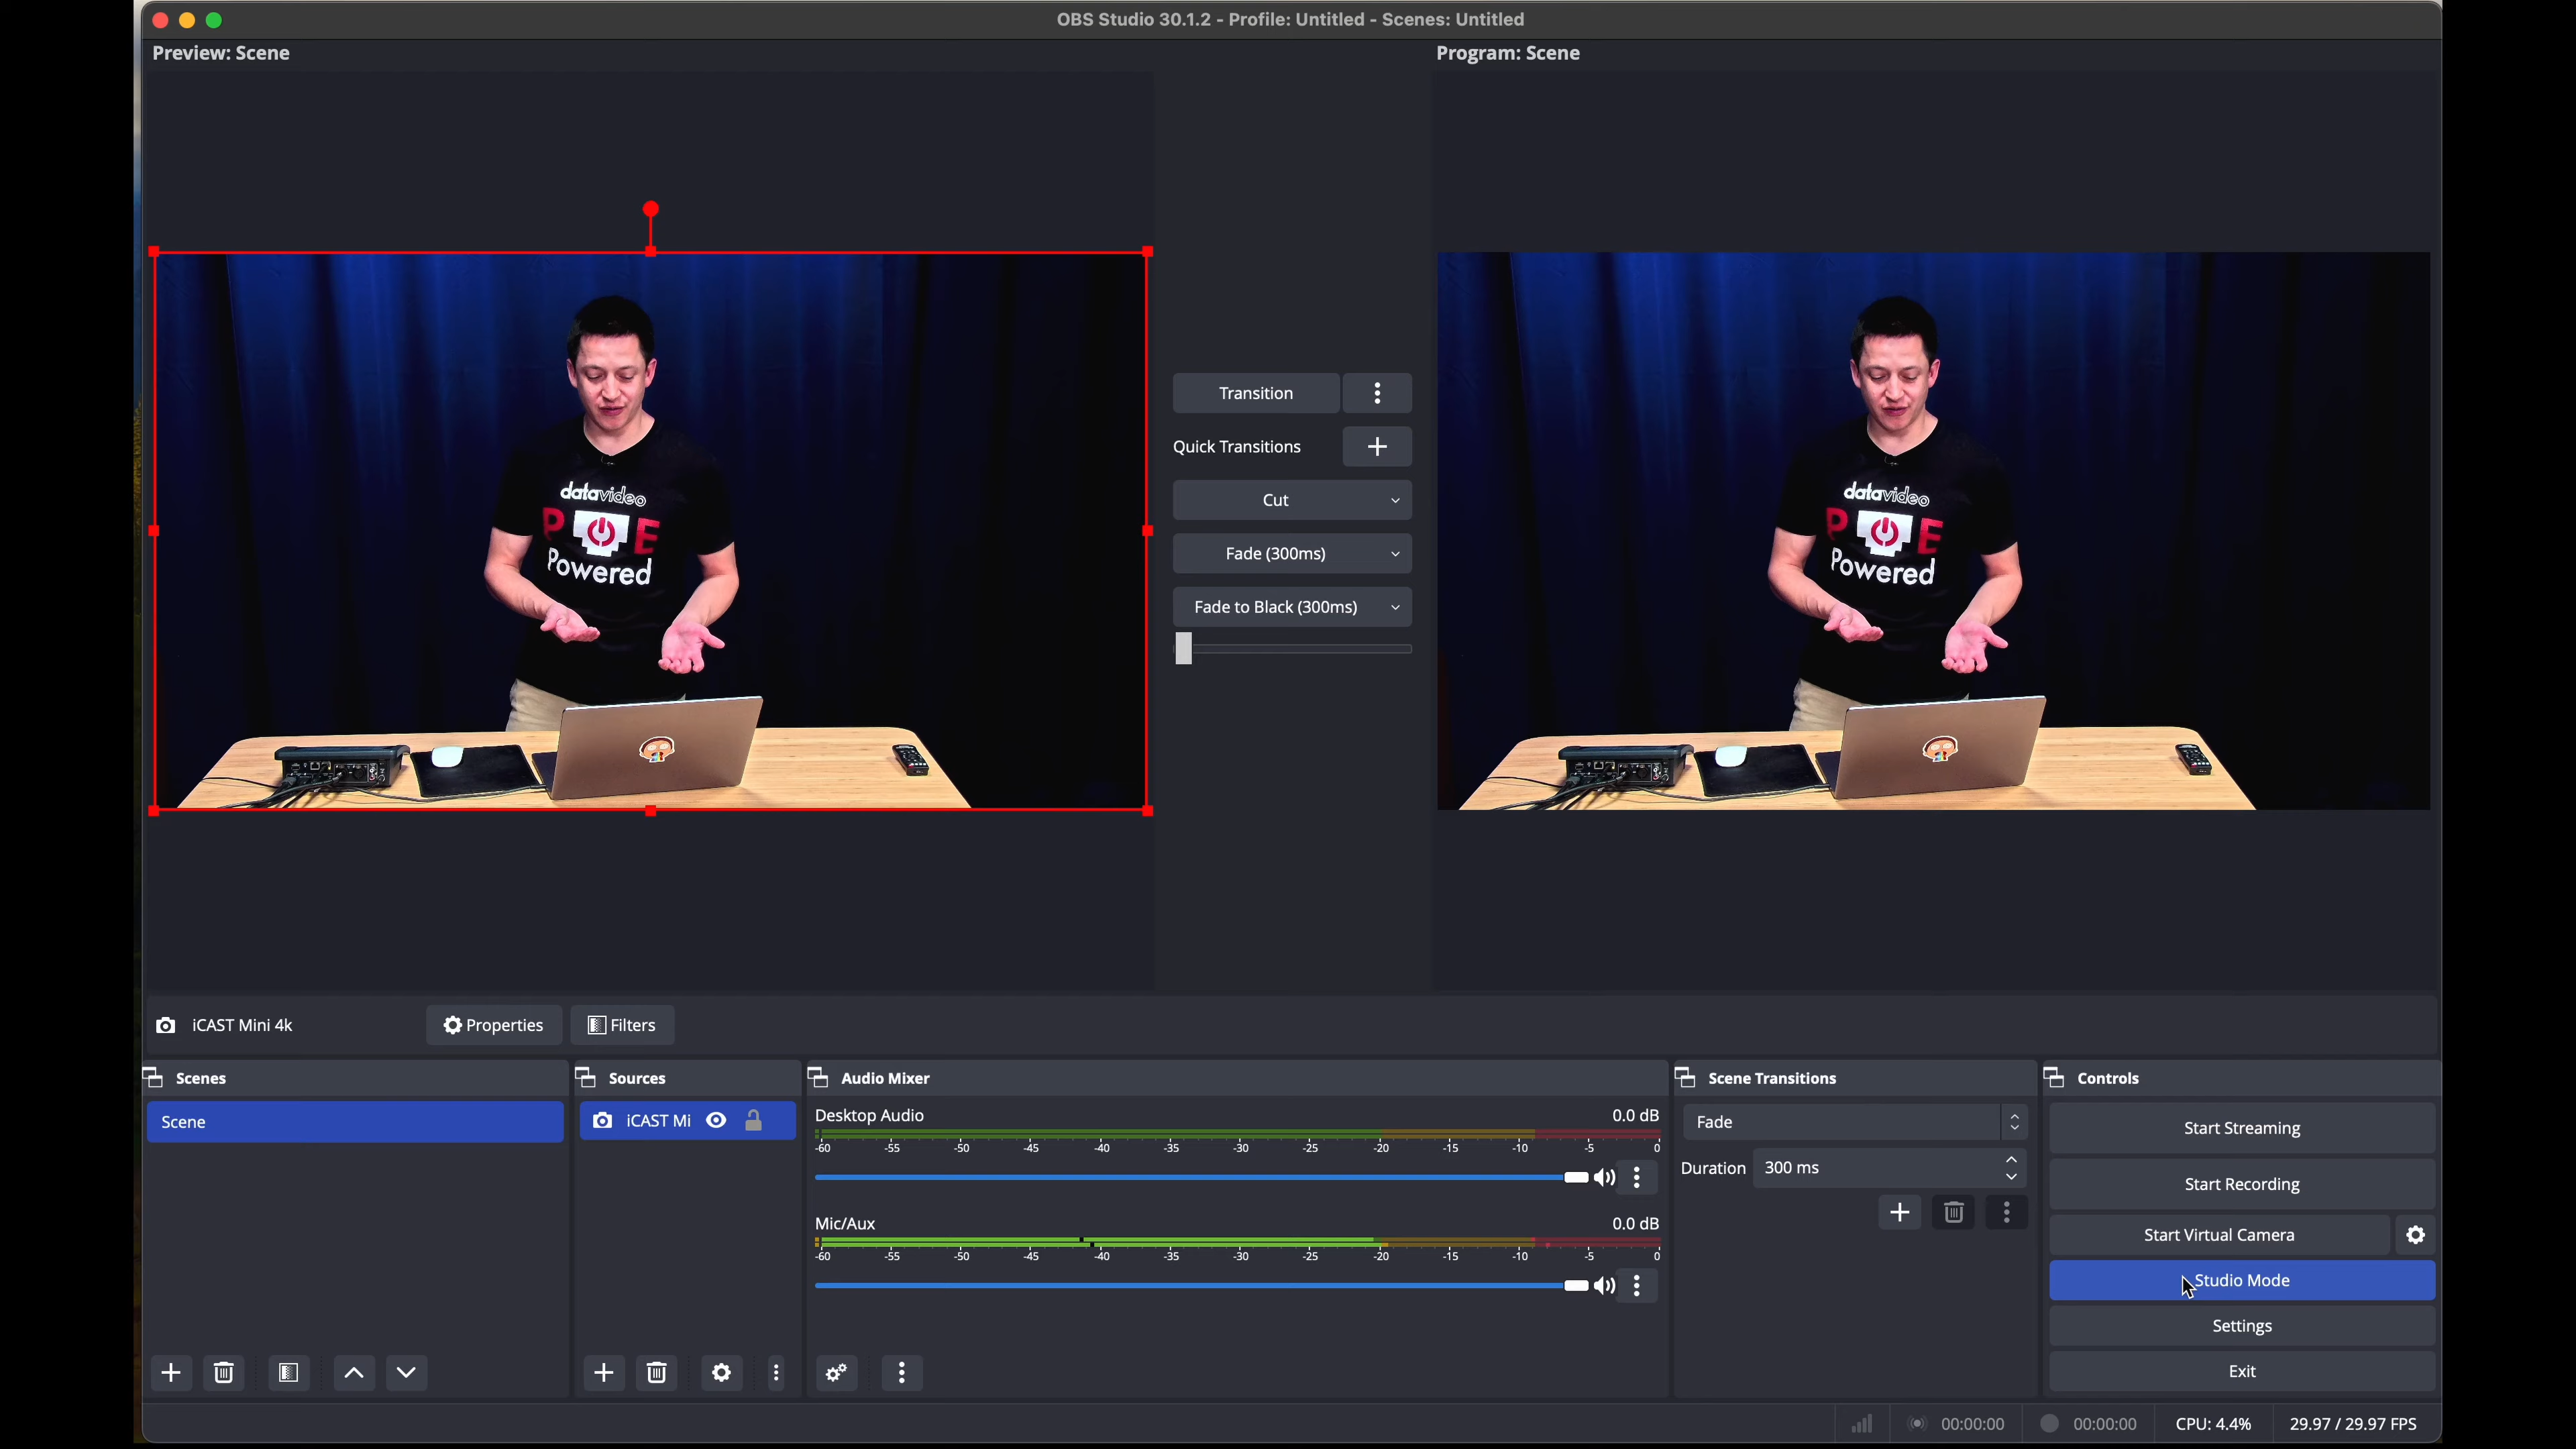 OBS Studio 30.1.2 - Profile: Untitled - Scenes: Untitled
Preview: Scene
Program: Scene
datavideo
P E
Powered
datavideo
P E
Powered
Transition
Quick Transitions
Cut
Fade (300ms)
Fade to Black (300ms)
iCAST Mini 4k
Properties
Filters
Scenes
Scene
Sources
iCAST Mi
Audio Mixer
Desktop Audio 0.0 dB
-60 -55 -50 -45 -40 -35 -30 -25 -20 -15 -10 -5 0
Mic/Aux 0.0 dB
-60 -55 -50 -45 -40 -35 -30 -25 -20 -15 -10 -5 0
Scene Transitions
Fade
Duration 300 ms
Controls
Start Streaming
Start Recording
Start Virtual Camera
Studio Mode
Settings
Exit
00:00:00
00:00:00
CPU: 4.4%
29.97 / 29.97 FPS